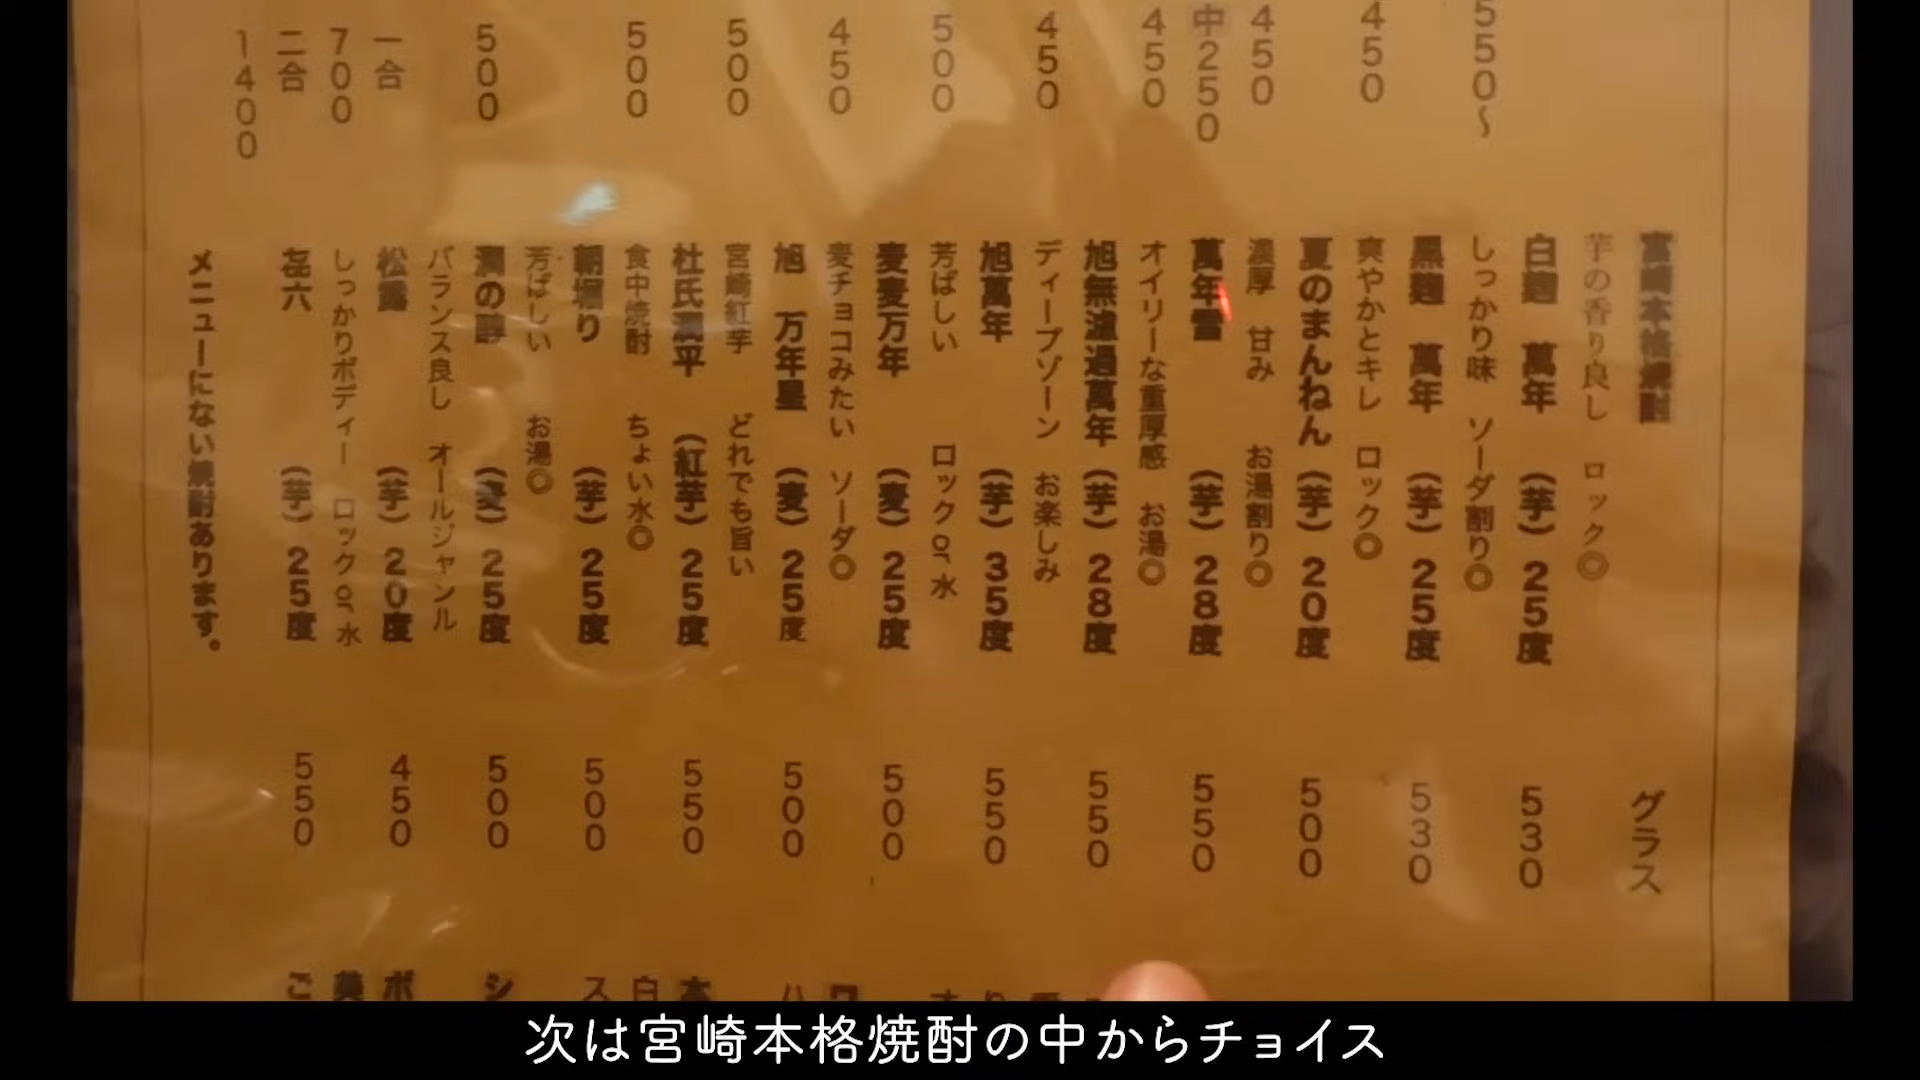 550〜
450
450
中250
450
450
500
450
500
500
500
一合
700
二合
1400
宮崎本格焼酎
グラス
芋の香り良し ロック◎
白麹 萬年 (芋) 25度
530
しっかり味 ソーダ割り◎
黒麹 萬年 (芋) 25度
530
爽やかとキレ ロック◎
夏のまんねん (芋) 20度
500
濃厚 甘み お湯割り◎
萬年雪 (芋) 28度
550
オイリーな重厚感 お湯◎
旭無濾過萬年 (芋) 28度
550
ディープゾーン お楽しみ
旭萬年 (芋) 35度
550
芳ばしい ロックor水
麦麦万年 (麦) 25度
500
麦チョコみたい ソーダ◎
旭 万年星 (麦) 25度
500
宮崎紅芋 どれでも旨い
杜氏潤平 (紅芋) 25度
550
食中焼酎 ちょい水◎
朝堀り (芋) 25度
500
芳ばしい お湯◎
潤の醇 (麦) 25度
500
バランス良し オールジャンル
松露 (芋) 20度
450
しっかりボディー ロックor水
㐂六 (芋) 25度
550
メニューにない焼酎あります。
次は宮崎本格焼酎の中からチョイス